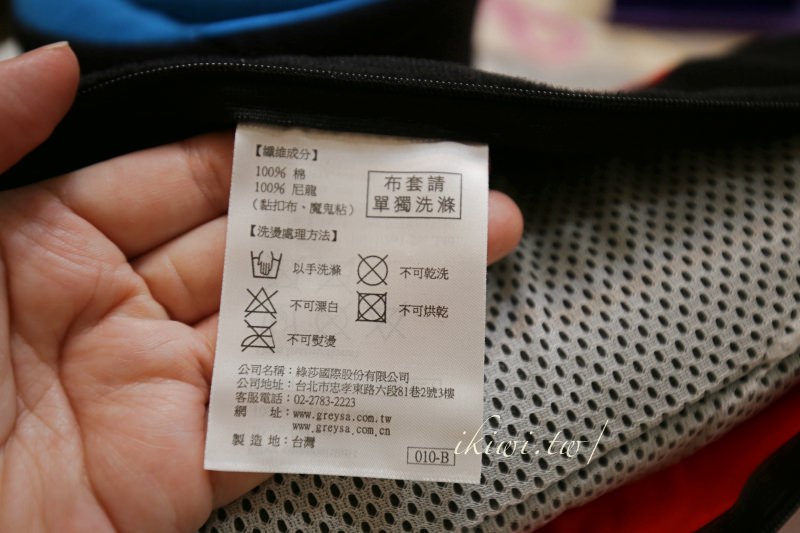 【纖維成分】
100% 棉
100% 尼龍
(黏扣布、魔鬼粘)
布套請
單獨洗滌
【洗燙處理方法】
以手洗滌
不可乾洗
不可漂白
不可烘乾
不可熨燙
公司名稱：綠莎國際股份有限公司
公司地址：台北市忠孝東路六段81巷2號3樓
客服電話：02-2783-2223
網 址：www.greysa.com.tw
www.greysa.com.cn
製 造 地：台灣
010-B
ikiwi.tw/